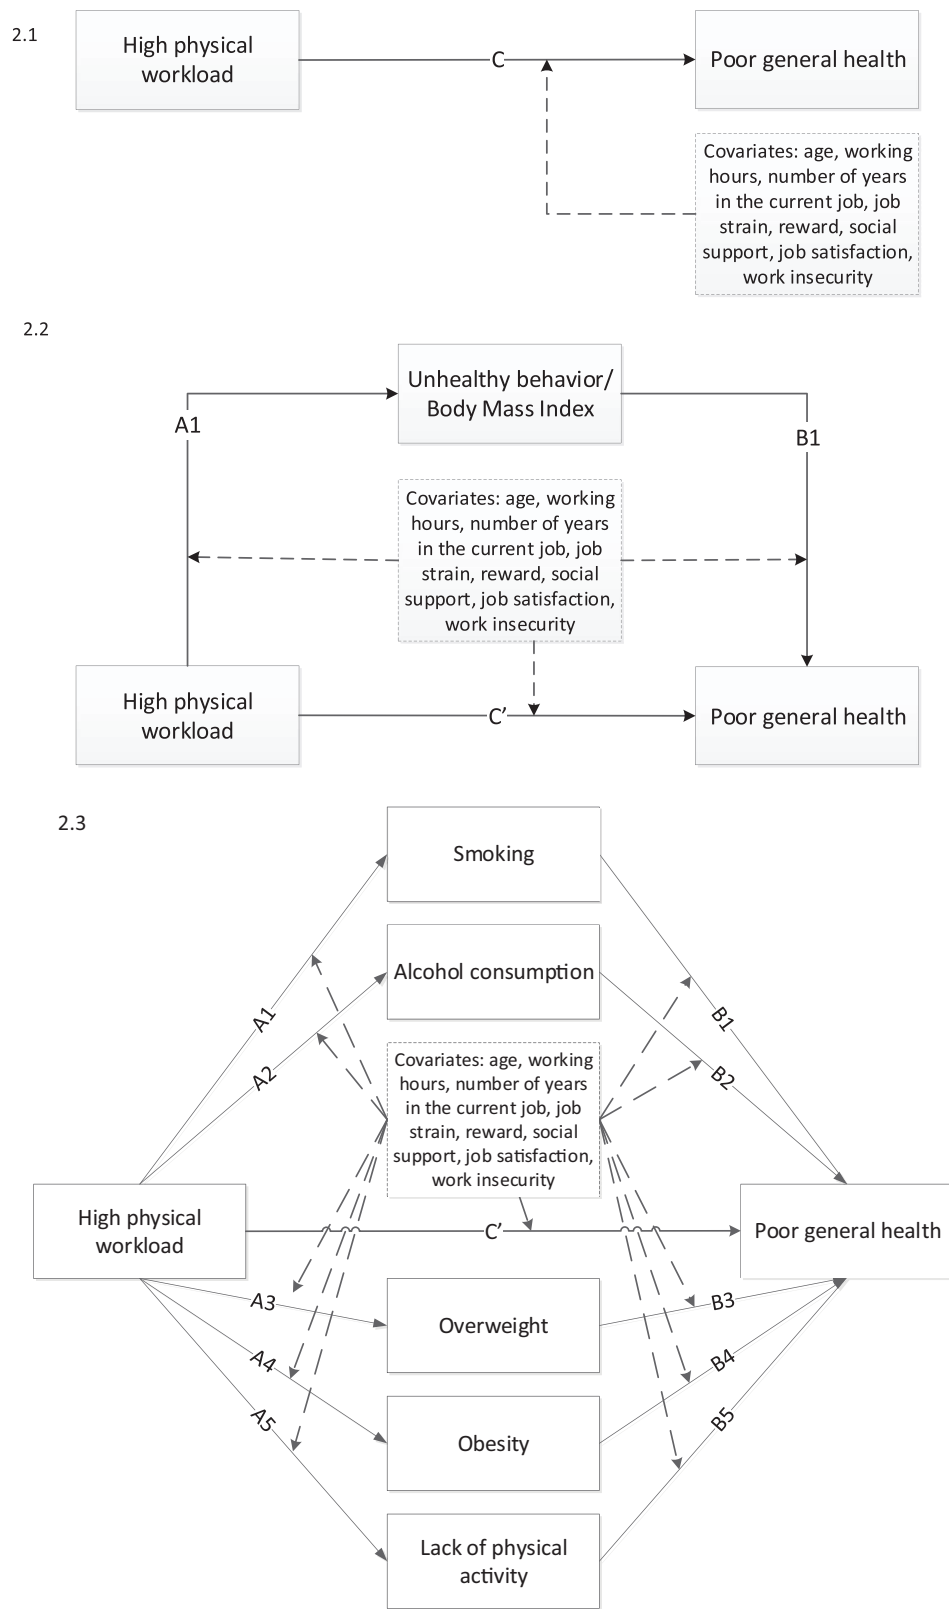 2.1
High physical
workload
C
Poor general health
Covariates: age, working
hours, number of years
in the current job, job
strain, reward, social
support, job satisfaction,
work insecurity
2.2
Unhealthy behavior/
Body Mass Index
A1
B1
Covariates: age, working
hours, number of years
in the current job, job
strain, reward, social
support, job satisfaction,
work insecurity
High physical
workload
C’
Poor general health
2.3
Smoking
Alcohol consumption
A1
B1
A2
B2
Covariates: age, working
hours, number of years
in the current job, job
strain, reward, social
support, job satisfaction,
work insecurity
High physical
workload
C’
Poor general health
A3
B3
Overweight
A4
B4
A5
B5
Obesity
Lack of physical
activity